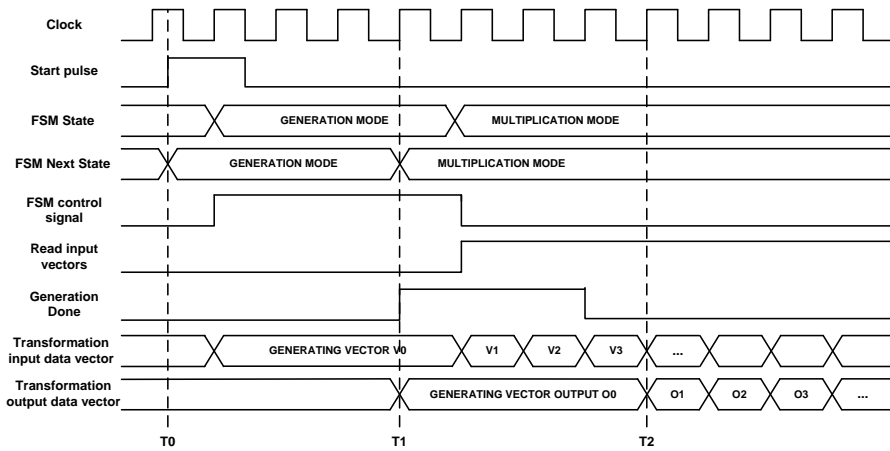 Clock
Start pulse
FSM State
GENERATION MODE
MULTIPLICATION MODE
FSM Next State
GENERATION MODE
MULTIPLICATION MODE
FSM control
signal
Read input
vectors
Generation
Done
Transformation
input data vector
GENERATING VECTOR V0
V1
V2
V3
...
Transformation
output data vector
GENERATING VECTOR OUTPUT O0
O1
O2
O3
...
T0
T1
T2